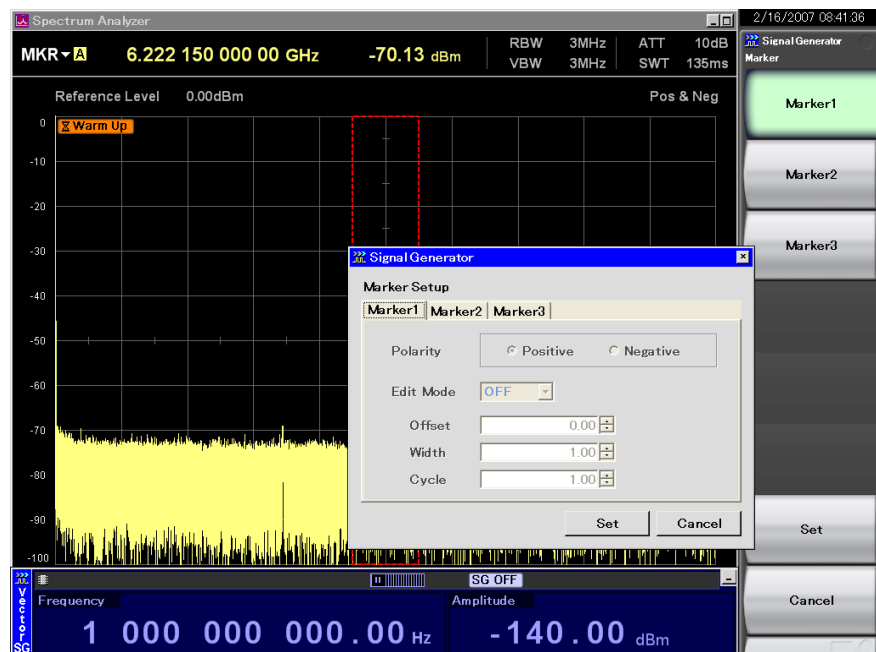 Spectrum Analyzer
2/16/2007 08:41:36
MKR A 6.222 150 000 00 GHz -70.13 dBm
RBW 3MHz ATT 10dB
VBW 3MHz SWT 135ms
Signal Generator
Marker
Reference Level 0.00dBm Pos & Neg
Marker1
Marker2
Marker3
Set
Cancel
0
Warm Up
-10
-20
-30
-40
-50
-60
-70
-80
-90
-100
Signal Generator
Marker Setup
Marker1 Marker2 Marker3
Polarity Positive Negative
Edit Mode OFF
Offset 0.00
Width 1.00
Cycle 1.00
Set Cancel
Vector SG
SG OFF
Frequency Amplitude
1 000 000 000.00 Hz -140.00 dBm